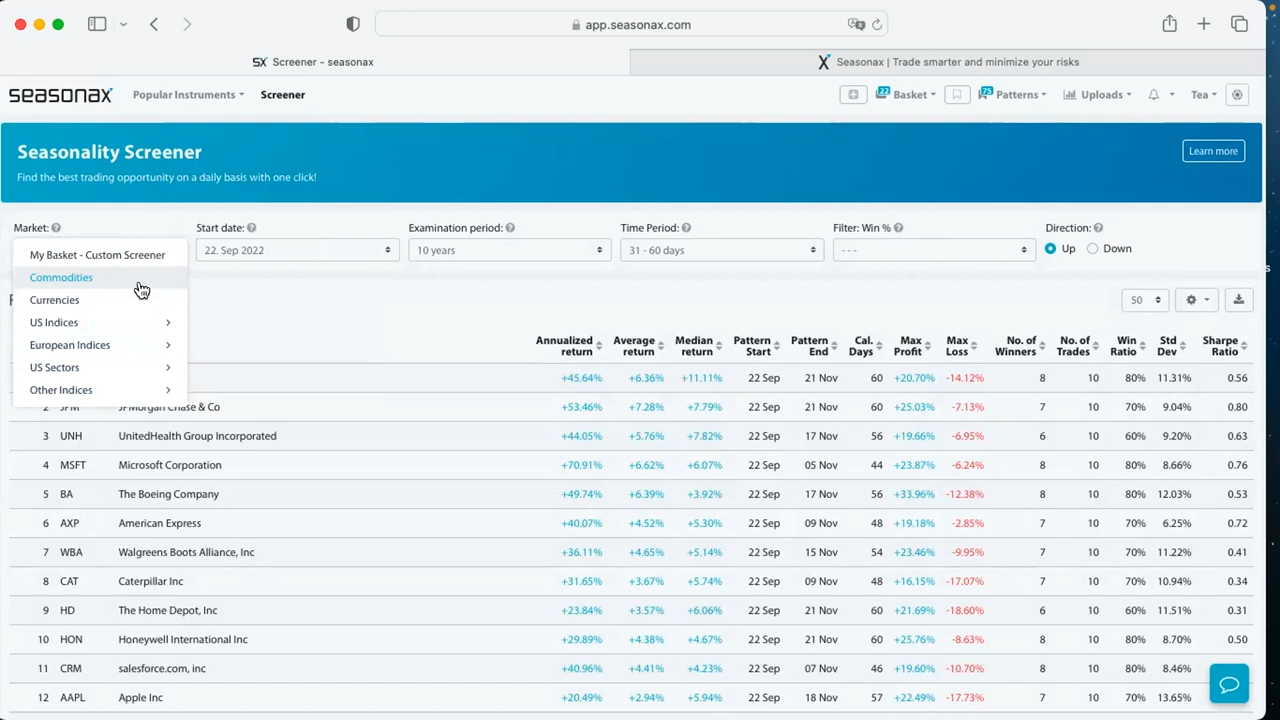 app.seasonax.com
SX Screener – seasonax
X Seasonax | Trade smarter and minimize your risks
seasonax Popular Instruments Screener 22 Basket 75 Patterns Uploads Tea
Seasonality Screener
Learn more
Find the best trading opportunity on a daily basis with one click!
Market: Start date: Examination period: Time Period: Filter: Win % Direction:
22. Sep 2022 10 years 31 - 60 days - - - Up Down
My Basket - Custom Screener
Commodities
Currencies
US Indices
European Indices
US Sectors
Other Indices
50
Annualized return Average return Median return Pattern Start Pattern End Cal. Days Max Profit Max Loss No. of Winners No. of Trades Win Ratio Std Dev Sharpe Ratio
+45.64% +6.36% +11.11% 22 Sep 21 Nov 60 +20.70% -14.12% 8 10 80% 11.31% 0.56
2 JPM JPMorgan Chase & Co +53.46% +7.28% +7.79% 22 Sep 21 Nov 60 +25.03% -7.13% 7 10 70% 9.04% 0.80
3 UNH UnitedHealth Group Incorporated +44.05% +5.76% +7.82% 22 Sep 17 Nov 56 +19.66% -6.95% 6 10 60% 9.20% 0.63
4 MSFT Microsoft Corporation +70.91% +6.62% +6.07% 22 Sep 05 Nov 44 +23.87% -6.24% 8 10 80% 8.66% 0.76
5 BA The Boeing Company +49.74% +6.39% +3.92% 22 Sep 17 Nov 56 +33.96% -12.38% 8 10 80% 12.03% 0.53
6 AXP American Express +40.07% +4.52% +5.30% 22 Sep 09 Nov 48 +19.18% -2.85% 7 10 70% 6.25% 0.72
7 WBA Walgreens Boots Alliance, Inc +36.11% +4.65% +5.14% 22 Sep 15 Nov 54 +23.46% -9.95% 7 10 70% 11.22% 0.41
8 CAT Caterpillar Inc +31.65% +3.67% +5.74% 22 Sep 09 Nov 48 +16.15% -17.07% 7 10 70% 10.94% 0.34
9 HD The Home Depot, Inc +23.84% +3.57% +6.06% 22 Sep 21 Nov 60 +21.69% -18.60% 6 10 60% 11.51% 0.31
10 HON Honeywell International Inc +29.89% +4.38% +4.67% 22 Sep 21 Nov 60 +25.76% -8.63% 8 10 80% 8.70% 0.50
11 CRM salesforce.com, inc +40.96% +4.41% +4.23% 22 Sep 07 Nov 46 +19.60% -10.70% 8 10 80% 8.46%
12 AAPL Apple Inc +20.49% +2.94% +5.94% 22 Sep 18 Nov 57 +22.49% -17.73% 7 10 70% 13.65%